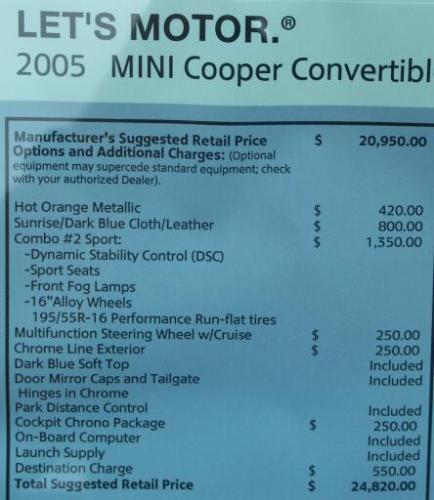 LET'S MOTOR.®
2005 MINI Cooper Convertibl
Manufacturer's Suggested Retail Price $ 20,950.00
Options and Additional Charges: (Optional
equipment may supercede standard equipment; check
with your authorized Dealer).
Hot Orange Metallic $ 420.00
Sunrise/Dark Blue Cloth/Leather $ 800.00
Combo #2 Sport: $ 1,350.00
-Dynamic Stability Control (DSC)
-Sport Seats
-Front Fog Lamps
-16"Alloy Wheels
195/55R-16 Performance Run-flat tires
Multifunction Steering Wheel w/Cruise $ 250.00
Chrome Line Exterior $ 250.00
Dark Blue Soft Top Included
Door Mirror Caps and Tailgate Included
Hinges in Chrome
Park Distance Control Included
Cockpit Chrono Package $ 250.00
On-Board Computer Included
Launch Supply Included
Destination Charge $ 550.00
Total Suggested Retail Price $ 24,820.00